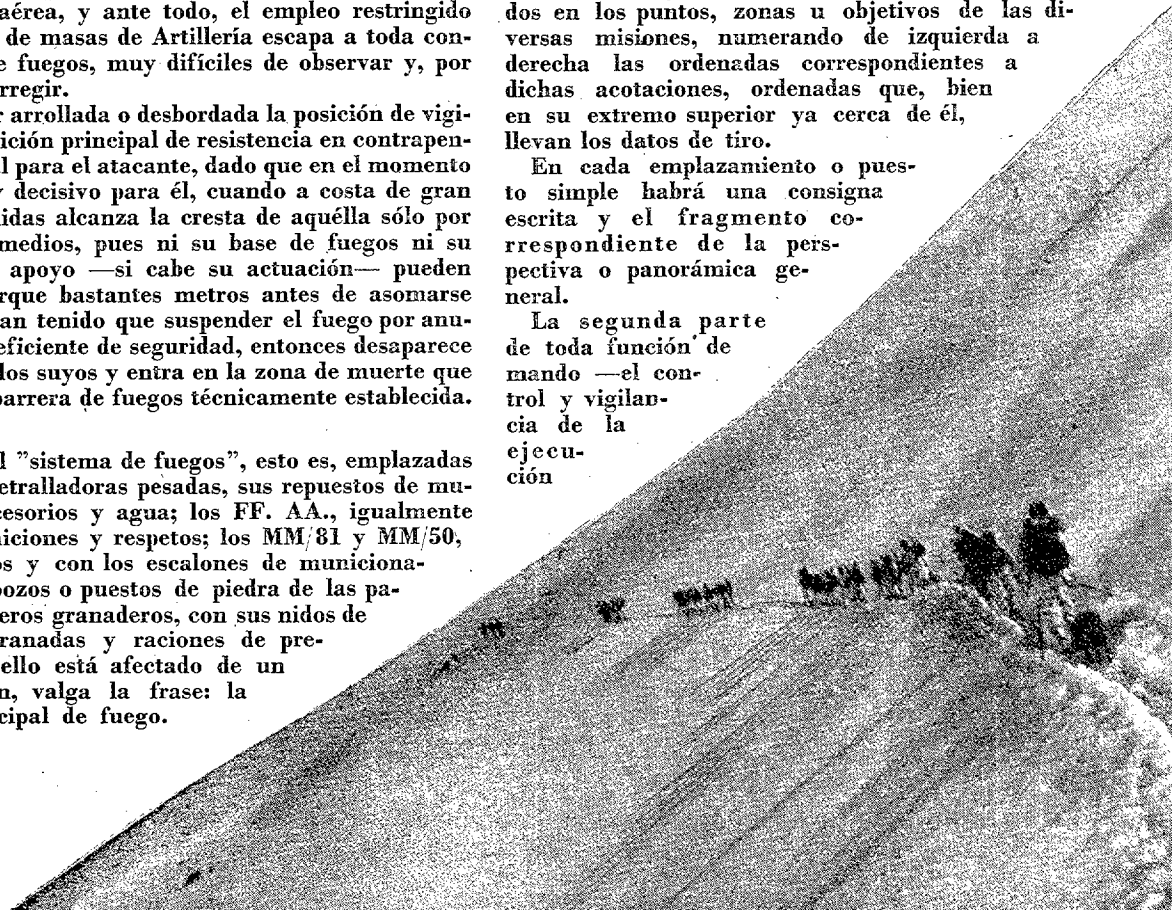 aérea, y ante todo, el empleo restringido
de masas de Artillería escapa a toda con-
e fuegos, muy difíciles de observar y, por
rregir.
r arrollada o desbordada la posición de vigi-
ición principal de resistencia en contrapen-
l para el atacante, dado que en el momento
y decisivo para él, cuando a costa de gran
idas alcanza la cresta de aquélla sólo por
medios, pues ni su base de fuegos ni su
apoyo —si cabe su actuación— pueden
rque bastantes metros antes de asomarse
an tenido que suspender el fuego por anu-
eficiente de seguridad, entonces desaparece
los suyos y entra en la zona de muerte que
barrera de fuegos técnicamente establecida.
l "sistema de fuegos", esto es, emplazadas
etralladoras pesadas, sus repuestos de mu-
cesorios y agua; los FF. AA., igualmente
niciones y respetos; los MM/81 y MM/50,
os y con los escalones de municiona-
pozos o puestos de piedra de las pa-
eros granaderos, con sus nidos de
ranadas y raciones de pre-
ello está afectado de un
n, valga la frase: la
cipal de fuego.
dos en los puntos, zonas u objetivos de las di-
versas misiones, numerando de izquierda a
derecha las ordenadas correspondientes a
dichas acotaciones, ordenadas que, bien
en su extremo superior ya cerca de él,
llevan los datos de tiro.
En cada emplazamiento o pues-
to simple habrá una consigna
escrita y el fragmento co-
rrespondiente de la pers-
pectiva o panorámica ge-
neral.
La segunda parte
de toda función de
mando —el con-
trol y vigilan-
cia de la
ejecu-
ción